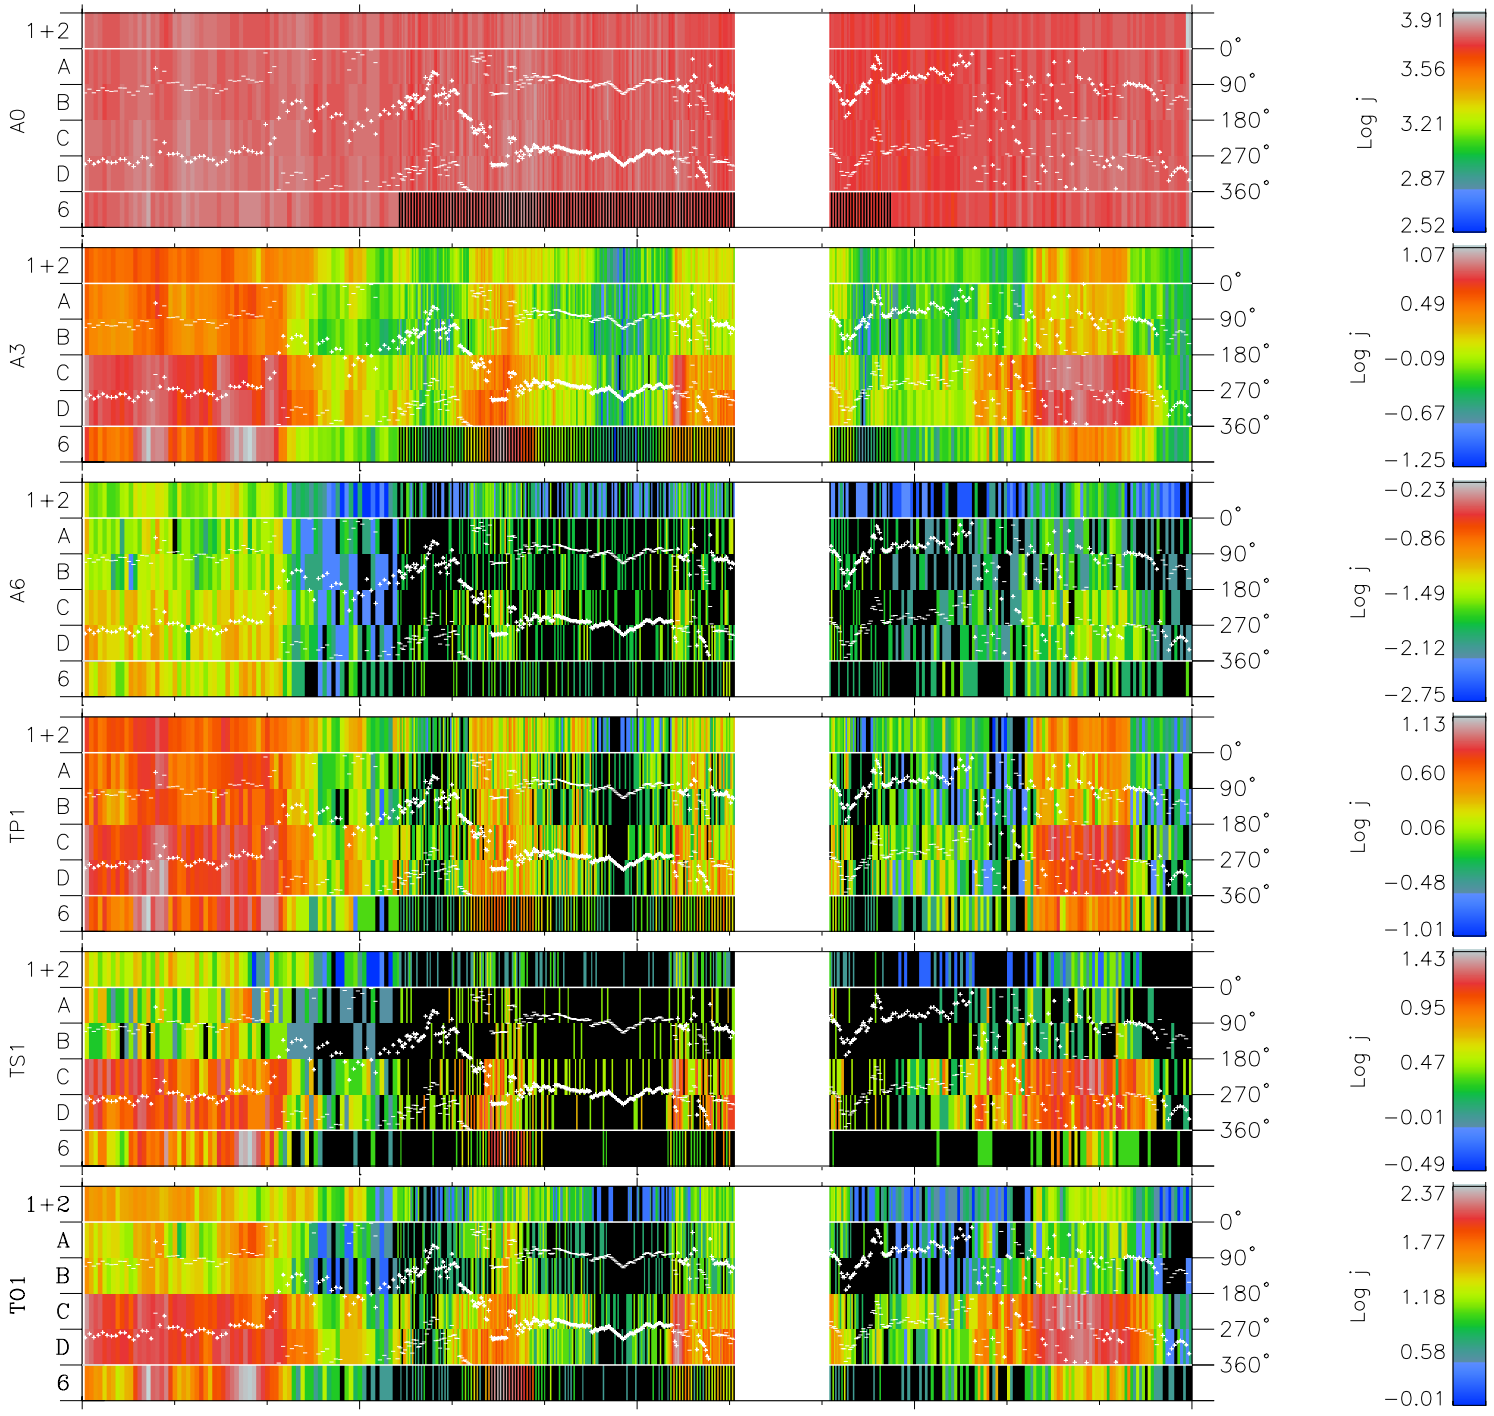 A0
1+2
A
B
C
D
6
0°
90°
180°
270°
360°
Log j
3.91
3.56
3.21
2.87
2.52
A3
1+2
A
B
C
D
6
0°
90°
180°
270°
360°
Log j
1.07
0.49
-0.09
-0.67
-1.25
A6
1+2
A
B
C
D
6
0°
90°
180°
270°
360°
Log j
-0.23
-0.86
-1.49
-2.12
-2.75
TP1
1+2
A
B
C
D
6
0°
90°
180°
270°
360°
Log j
1.13
0.60
0.06
-0.48
-1.01
TS1
1+2
A
B
C
D
6
0°
90°
180°
270°
360°
Log j
1.43
0.95
0.47
-0.01
-0.49
TO1
1+2
A
B
C
D
6
0°
90°
180°
270°
360°
Log j
2.37
1.77
1.18
0.58
-0.01